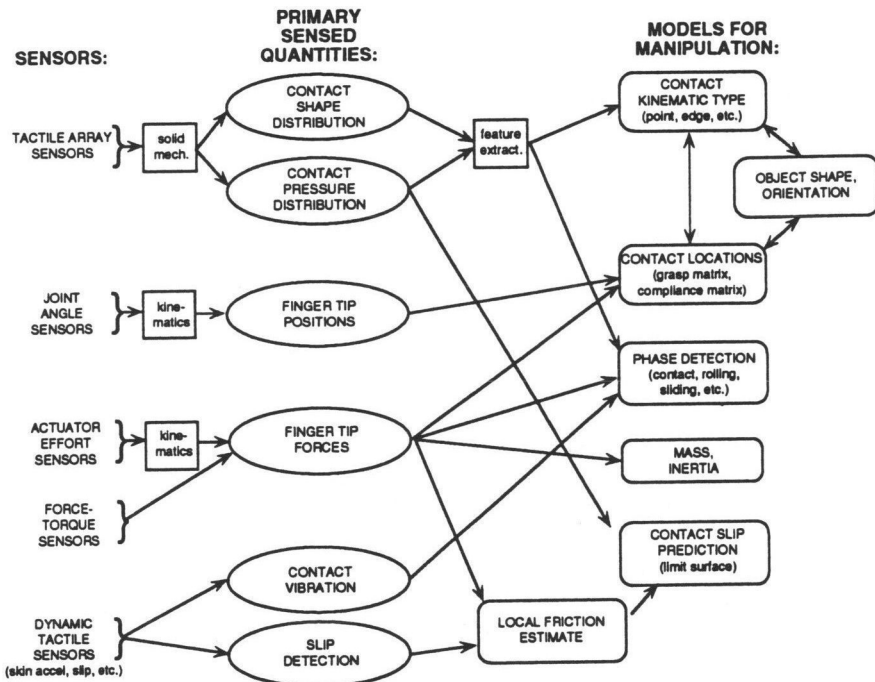 SENSORS:
PRIMARY
SENSED
QUANTITIES:
MODELS FOR
MANIPULATION:
TACTILE ARRAY
SENSORS
solid
mech.
CONTACT
SHAPE
DISTRIBUTION
CONTACT
PRESSURE
DISTRIBUTION
feature
extract.
CONTACT
KINEMATIC TYPE
(point, edge, etc.)
OBJECT SHAPE,
ORIENTATION
CONTACT LOCATIONS
(grasp matrix,
compliance matrix)
JOINT
ANGLE
SENSORS
kine-
matics
FINGER TIP
POSITIONS
PHASE DETECTION
(contact, rolling,
sliding, etc.)
ACTUATOR
EFFORT
SENSORS
kine-
matics
FINGER TIP
FORCES
MASS,
INERTIA
FORCE-
TORQUE
SENSORS
CONTACT SLIP
PREDICTION
(limit surface)
CONTACT
VIBRATION
DYNAMIC
TACTILE
SENSORS
(skin accel, slip, etc.)
SLIP
DETECTION
LOCAL FRICTION
ESTIMATE